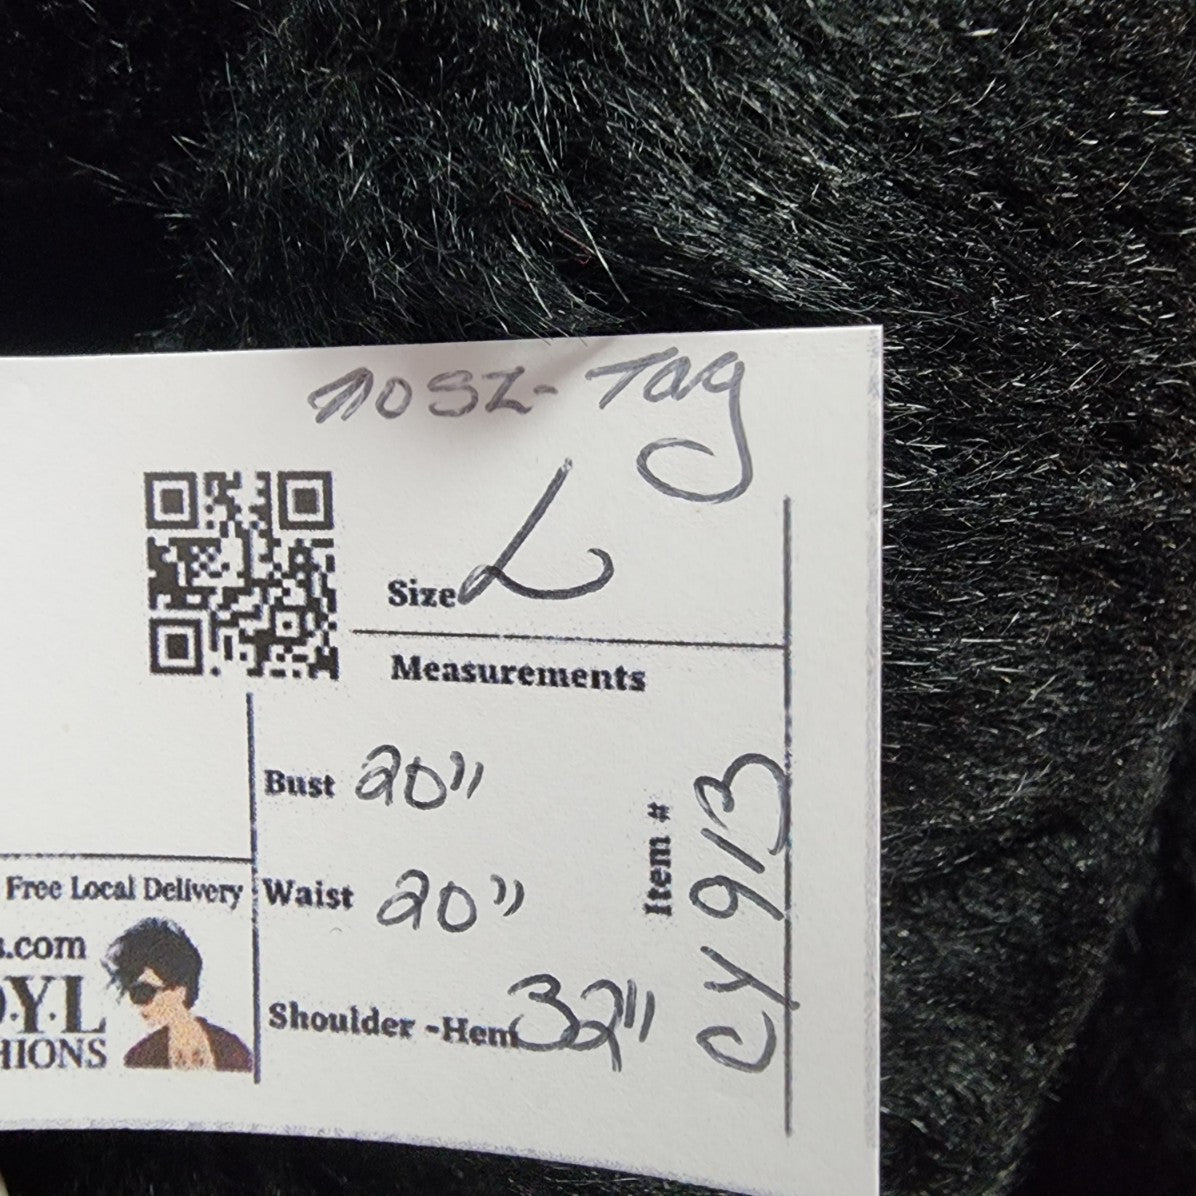 no SZ- Tag
Size L
Measurements
Bust 20"
Waist 20"
Shoulder -Hem 32"
Item # CY913
Free Local Delivery
s.com
.Y.L
HIONS